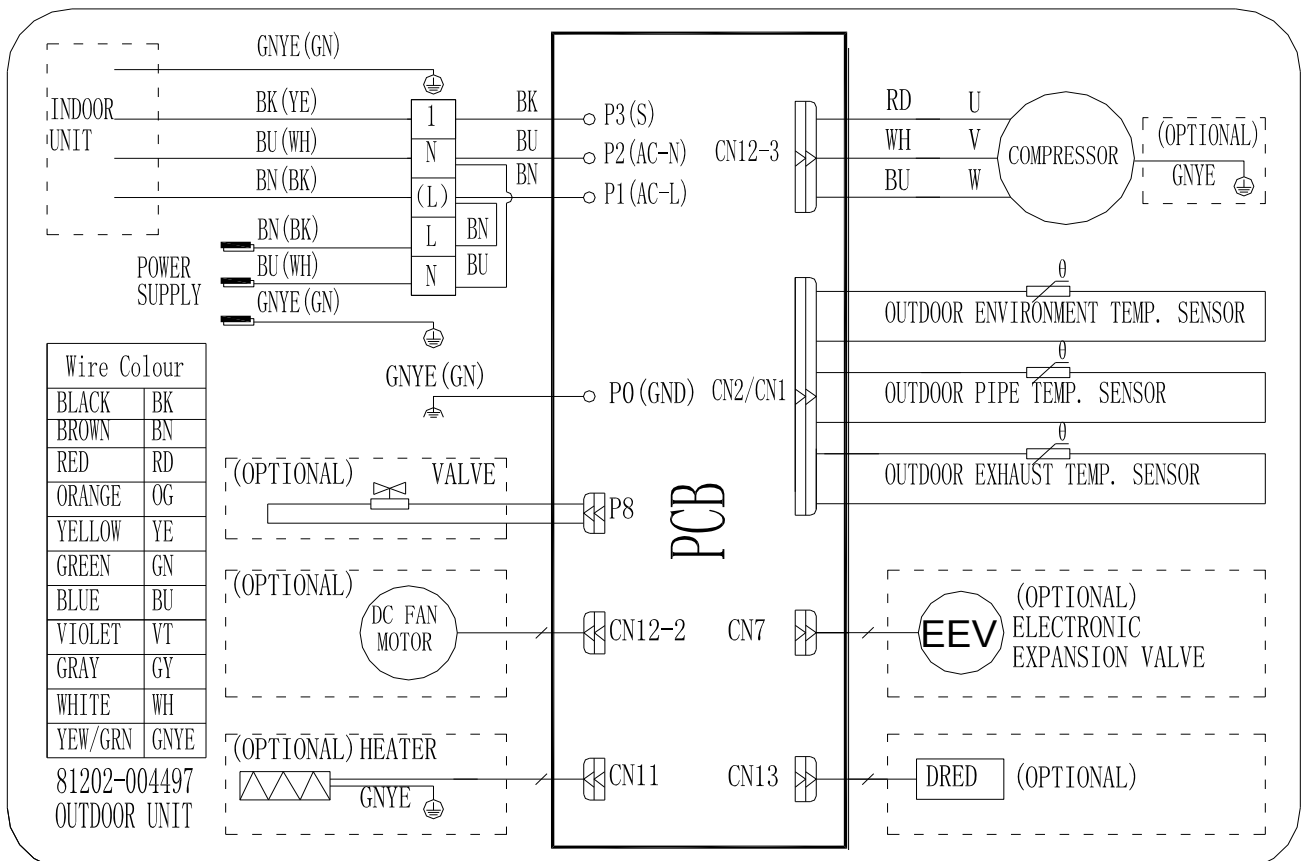 GNYE(GN)
INDOOR
UNIT
BK(YE)
BU(WH)
BN(BK)
1
N
(L)
L
N
BK
BU
BN
BN
BU
POWER
SUPPLY
BN(BK)
BU(WH)
GNYE(GN)
P3(S)
P2(AC-N)
P1(AC-L)
CN12-3
RD U
WH V
BU W
COMPRESSOR
(OPTIONAL)
GNYE
θ
OUTDOOR ENVIRONMENT TEMP. SENSOR
θ
OUTDOOR PIPE TEMP. SENSOR
θ
OUTDOOR EXHAUST TEMP. SENSOR
GNYE(GN)
P0(GND)
CN2/CN1
Wire Colour
BLACK BK
BROWN BN
RED RD
ORANGE OG
YELLOW YE
GREEN GN
BLUE BU
VIOLET VT
GRAY GY
WHITE WH
YEW/GRN GNYE
81202-004497
OUTDOOR UNIT
(OPTIONAL) VALVE
P8
PCB
(OPTIONAL)
DC FAN
MOTOR
CN12-2
CN7
EEV
(OPTIONAL)
ELECTRONIC
EXPANSION VALVE
(OPTIONAL) HEATER
GNYE
CN11
CN13
DRED
(OPTIONAL)